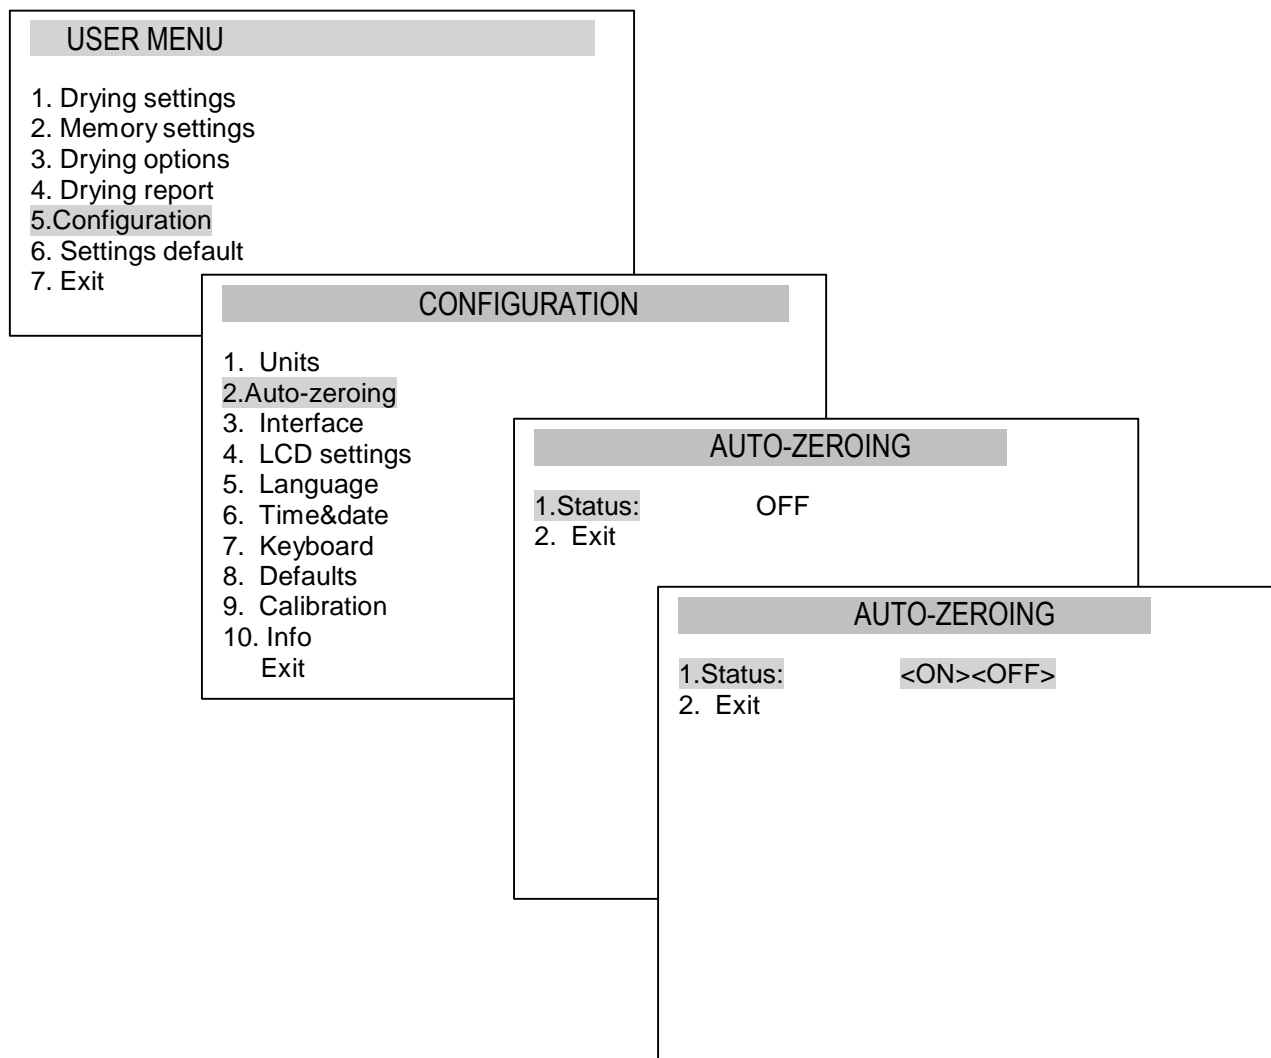 USER MENU
1. Drying settings
2. Memory settings
3. Drying options
4. Drying report
5.Configuration
6. Settings default
7. Exit
CONFIGURATION
1. Units
2.Auto-zeroing
3. Interface
4. LCD settings
5. Language
6. Time&date
7. Keyboard
8. Defaults
9. Calibration
10. Info
Exit
AUTO-ZEROING
1.Status: OFF
2. Exit
AUTO-ZEROING
1.Status: <ON><OFF>
2. Exit